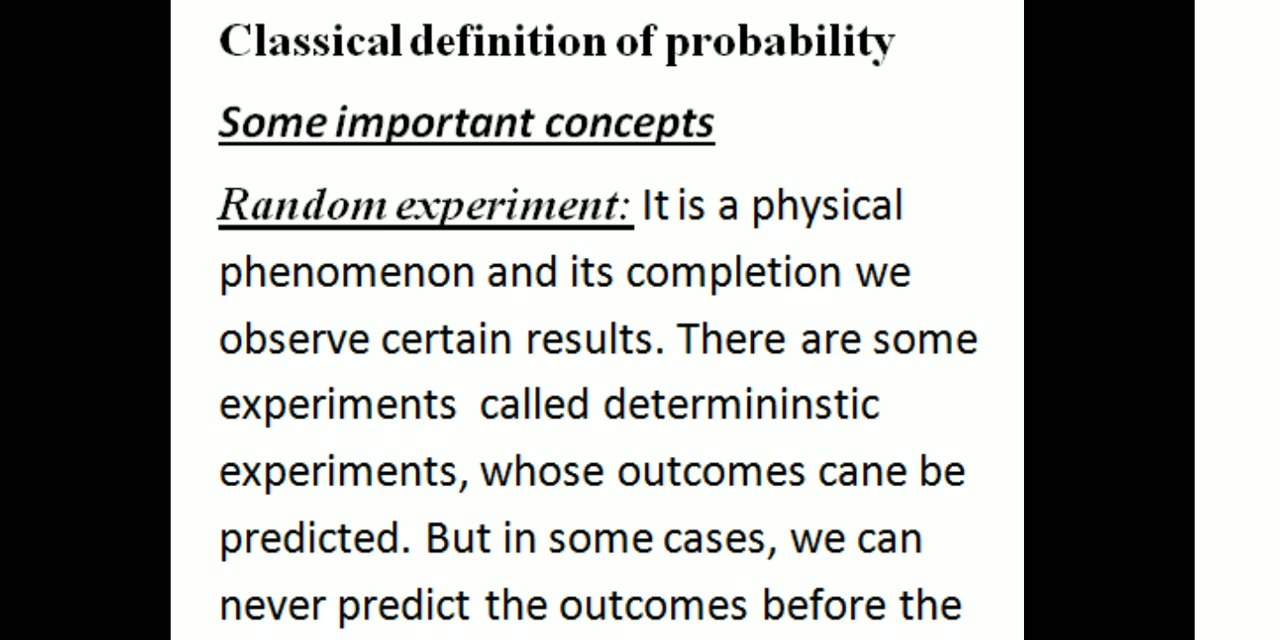 Classical definition of probability
Some important concepts
Random experiment: It is a physical
phenomenon and its completion we
observe certain results. There are some
experiments called determininstic
experiments, whose outcomes cane be
predicted. But in some cases, we can
never predict the outcomes before the